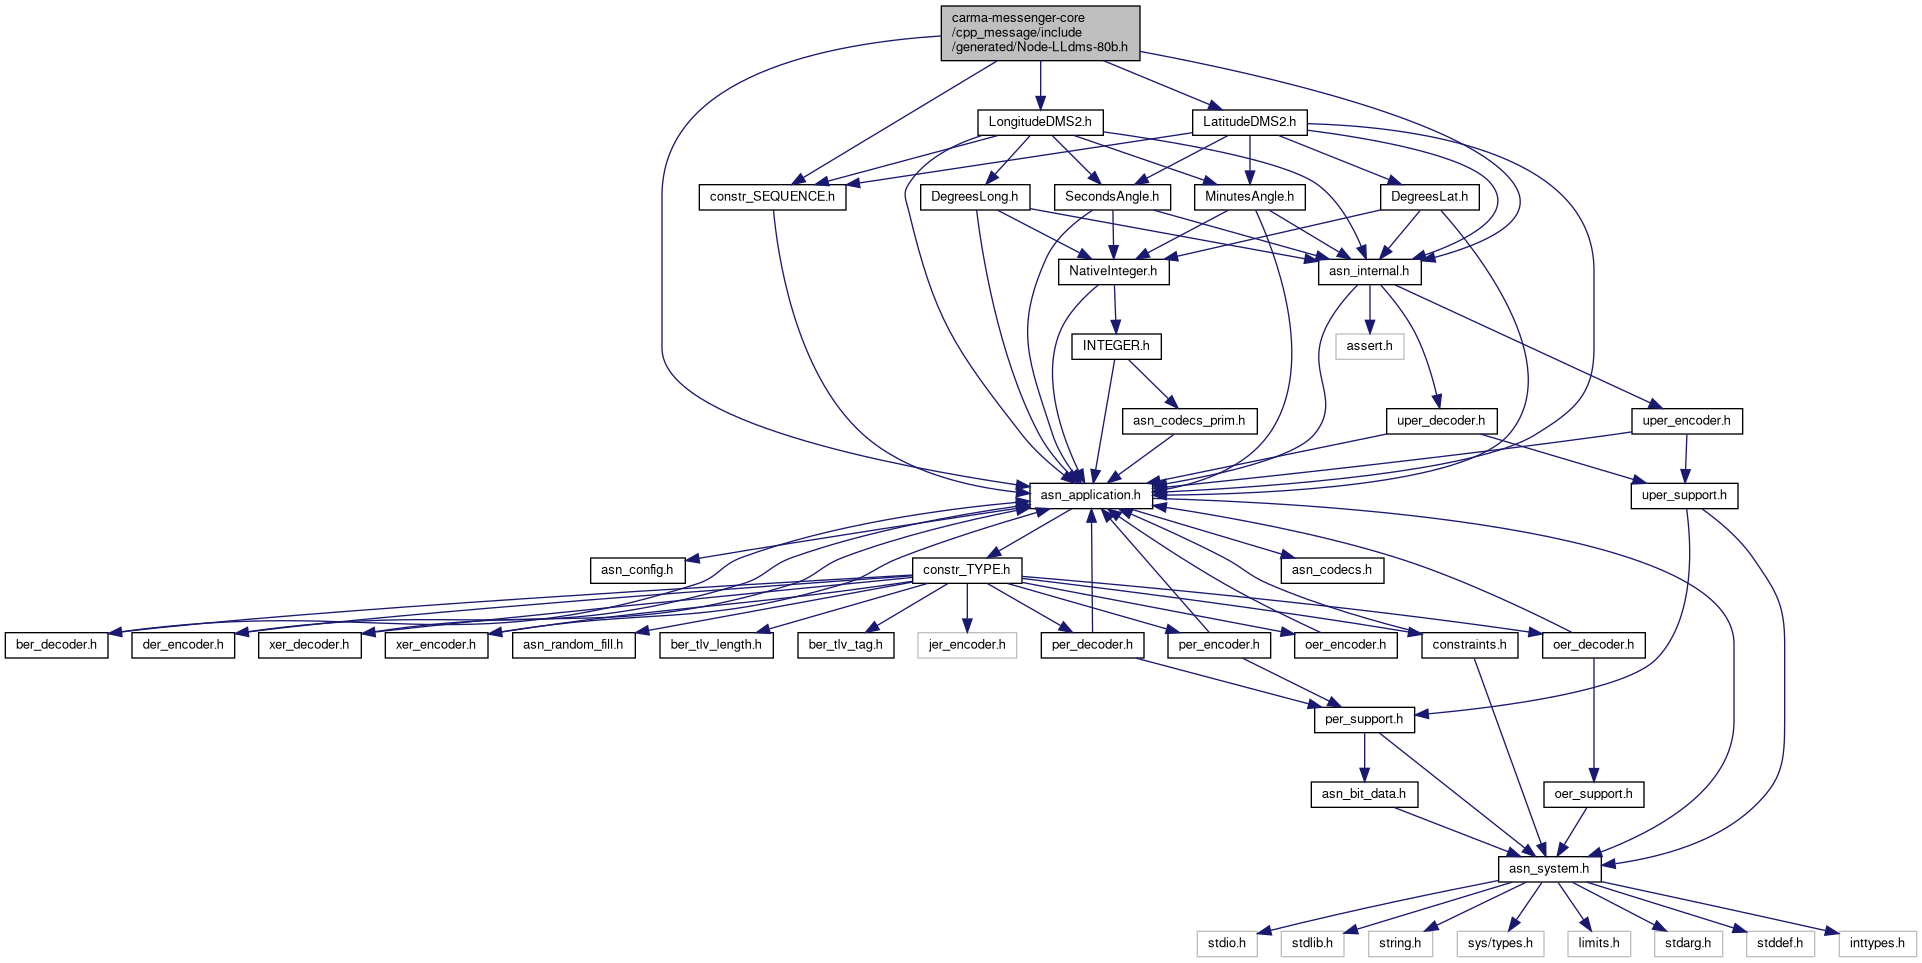 carma-messenger-core
/cpp_message/include
/generated/Node-LLdms-80b.h
LongitudeDMS2.h
LatitudeDMS2.h
constr_SEQUENCE.h
DegreesLong.h
SecondsAngle.h
MinutesAngle.h
DegreesLat.h
NativeInteger.h
asn_internal.h
INTEGER.h
assert.h
asn_codecs_prim.h
uper_decoder.h
uper_encoder.h
asn_application.h
uper_support.h
asn_config.h
constr_TYPE.h
asn_codecs.h
ber_decoder.h
der_encoder.h
xer_decoder.h
xer_encoder.h
asn_random_fill.h
ber_tlv_length.h
ber_tlv_tag.h
jer_encoder.h
per_decoder.h
per_encoder.h
oer_encoder.h
constraints.h
oer_decoder.h
per_support.h
asn_bit_data.h
oer_support.h
asn_system.h
stdio.h
stdlib.h
string.h
sys/types.h
limits.h
stdarg.h
stddef.h
inttypes.h